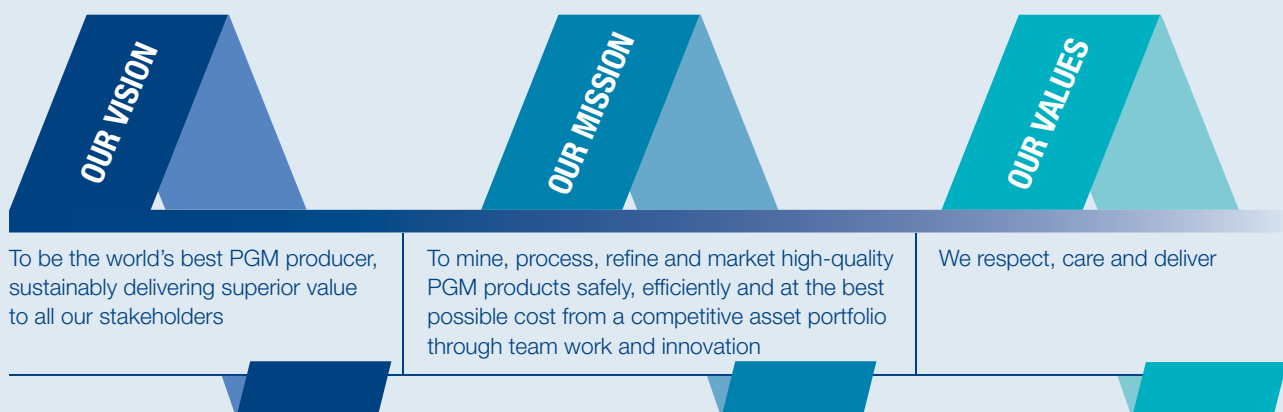 OUR VISION
To be the world's best PGM producer,
sustainably delivering superior value
to all our stakeholders
OUR MISSION
To mine, process, refine and market high-quality
PGM products safely, efficiently and at the best
possible cost from a competitive asset portfolio
through team work and innovation
OUR VALUES
We respect, care and deliver